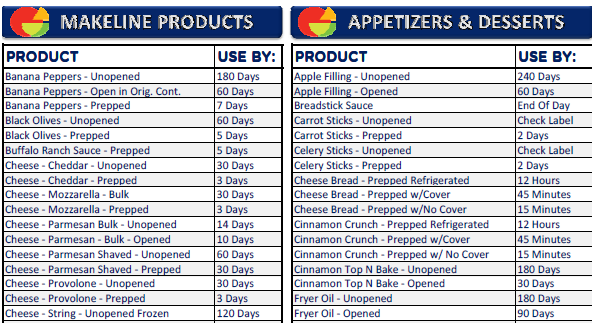 MAKELINE PRODUCTS
PRODUCT USE BY:
Banana Peppers - Unopened 180 Days
Banana Peppers - Open in Orig. Cont. 60 Days
Banana Peppers - Prepped 7 Days
Black Olives - Unopened 60 Days
Black Olives - Prepped 5 Days
Buffalo Ranch Sauce - Prepped 5 Days
Cheese - Cheddar - Unopened 30 Days
Cheese - Cheddar - Prepped 3 Days
Cheese - Mozzarella - Bulk 30 Days
Cheese - Mozzarella - Prepped 3 Days
Cheese - Parmesan Bulk - Unopened 14 Days
Cheese - Parmesan - Bulk - Opened 10 Days
Cheese - Parmesan Shaved - Unopened 60 Days
Cheese - Parmesan Shaved - Prepped 30 Days
Cheese - Provolone - Unopened 30 Days
Cheese - Provolone - Prepped 3 Days
Cheese - String - Unopened Frozen 120 Days
APPETIZERS & DESSERTS
PRODUCT USE BY:
Apple Filling - Unopened 240 Days
Apple Filling - Opened 60 Days
Breadstick Sauce End Of Day
Carrot Sticks - Unopened Check Label
Carrot Sticks - Prepped 2 Days
Celery Sticks - Unopened Check Label
Celery Sticks - Prepped 2 Days
Cheese Bread - Prepped Refrigerated 12 Hours
Cheese Bread - Prepped w/Cover 45 Minutes
Cheese Bread - Prepped w/No Cover 15 Minutes
Cinnamon Crunch - Prepped Refrigerated 12 Hours
Cinnamon Crunch - Prepped w/Cover 45 Minutes
Cinnamon Crunch - Prepped w/ No Cover 15 Minutes
Cinnamon Top N Bake - Unopened 180 Days
Cinnamon Top N Bake - Opened 30 Days
Fryer Oil - Unopened 180 Days
Fryer Oil - Opened 90 Days